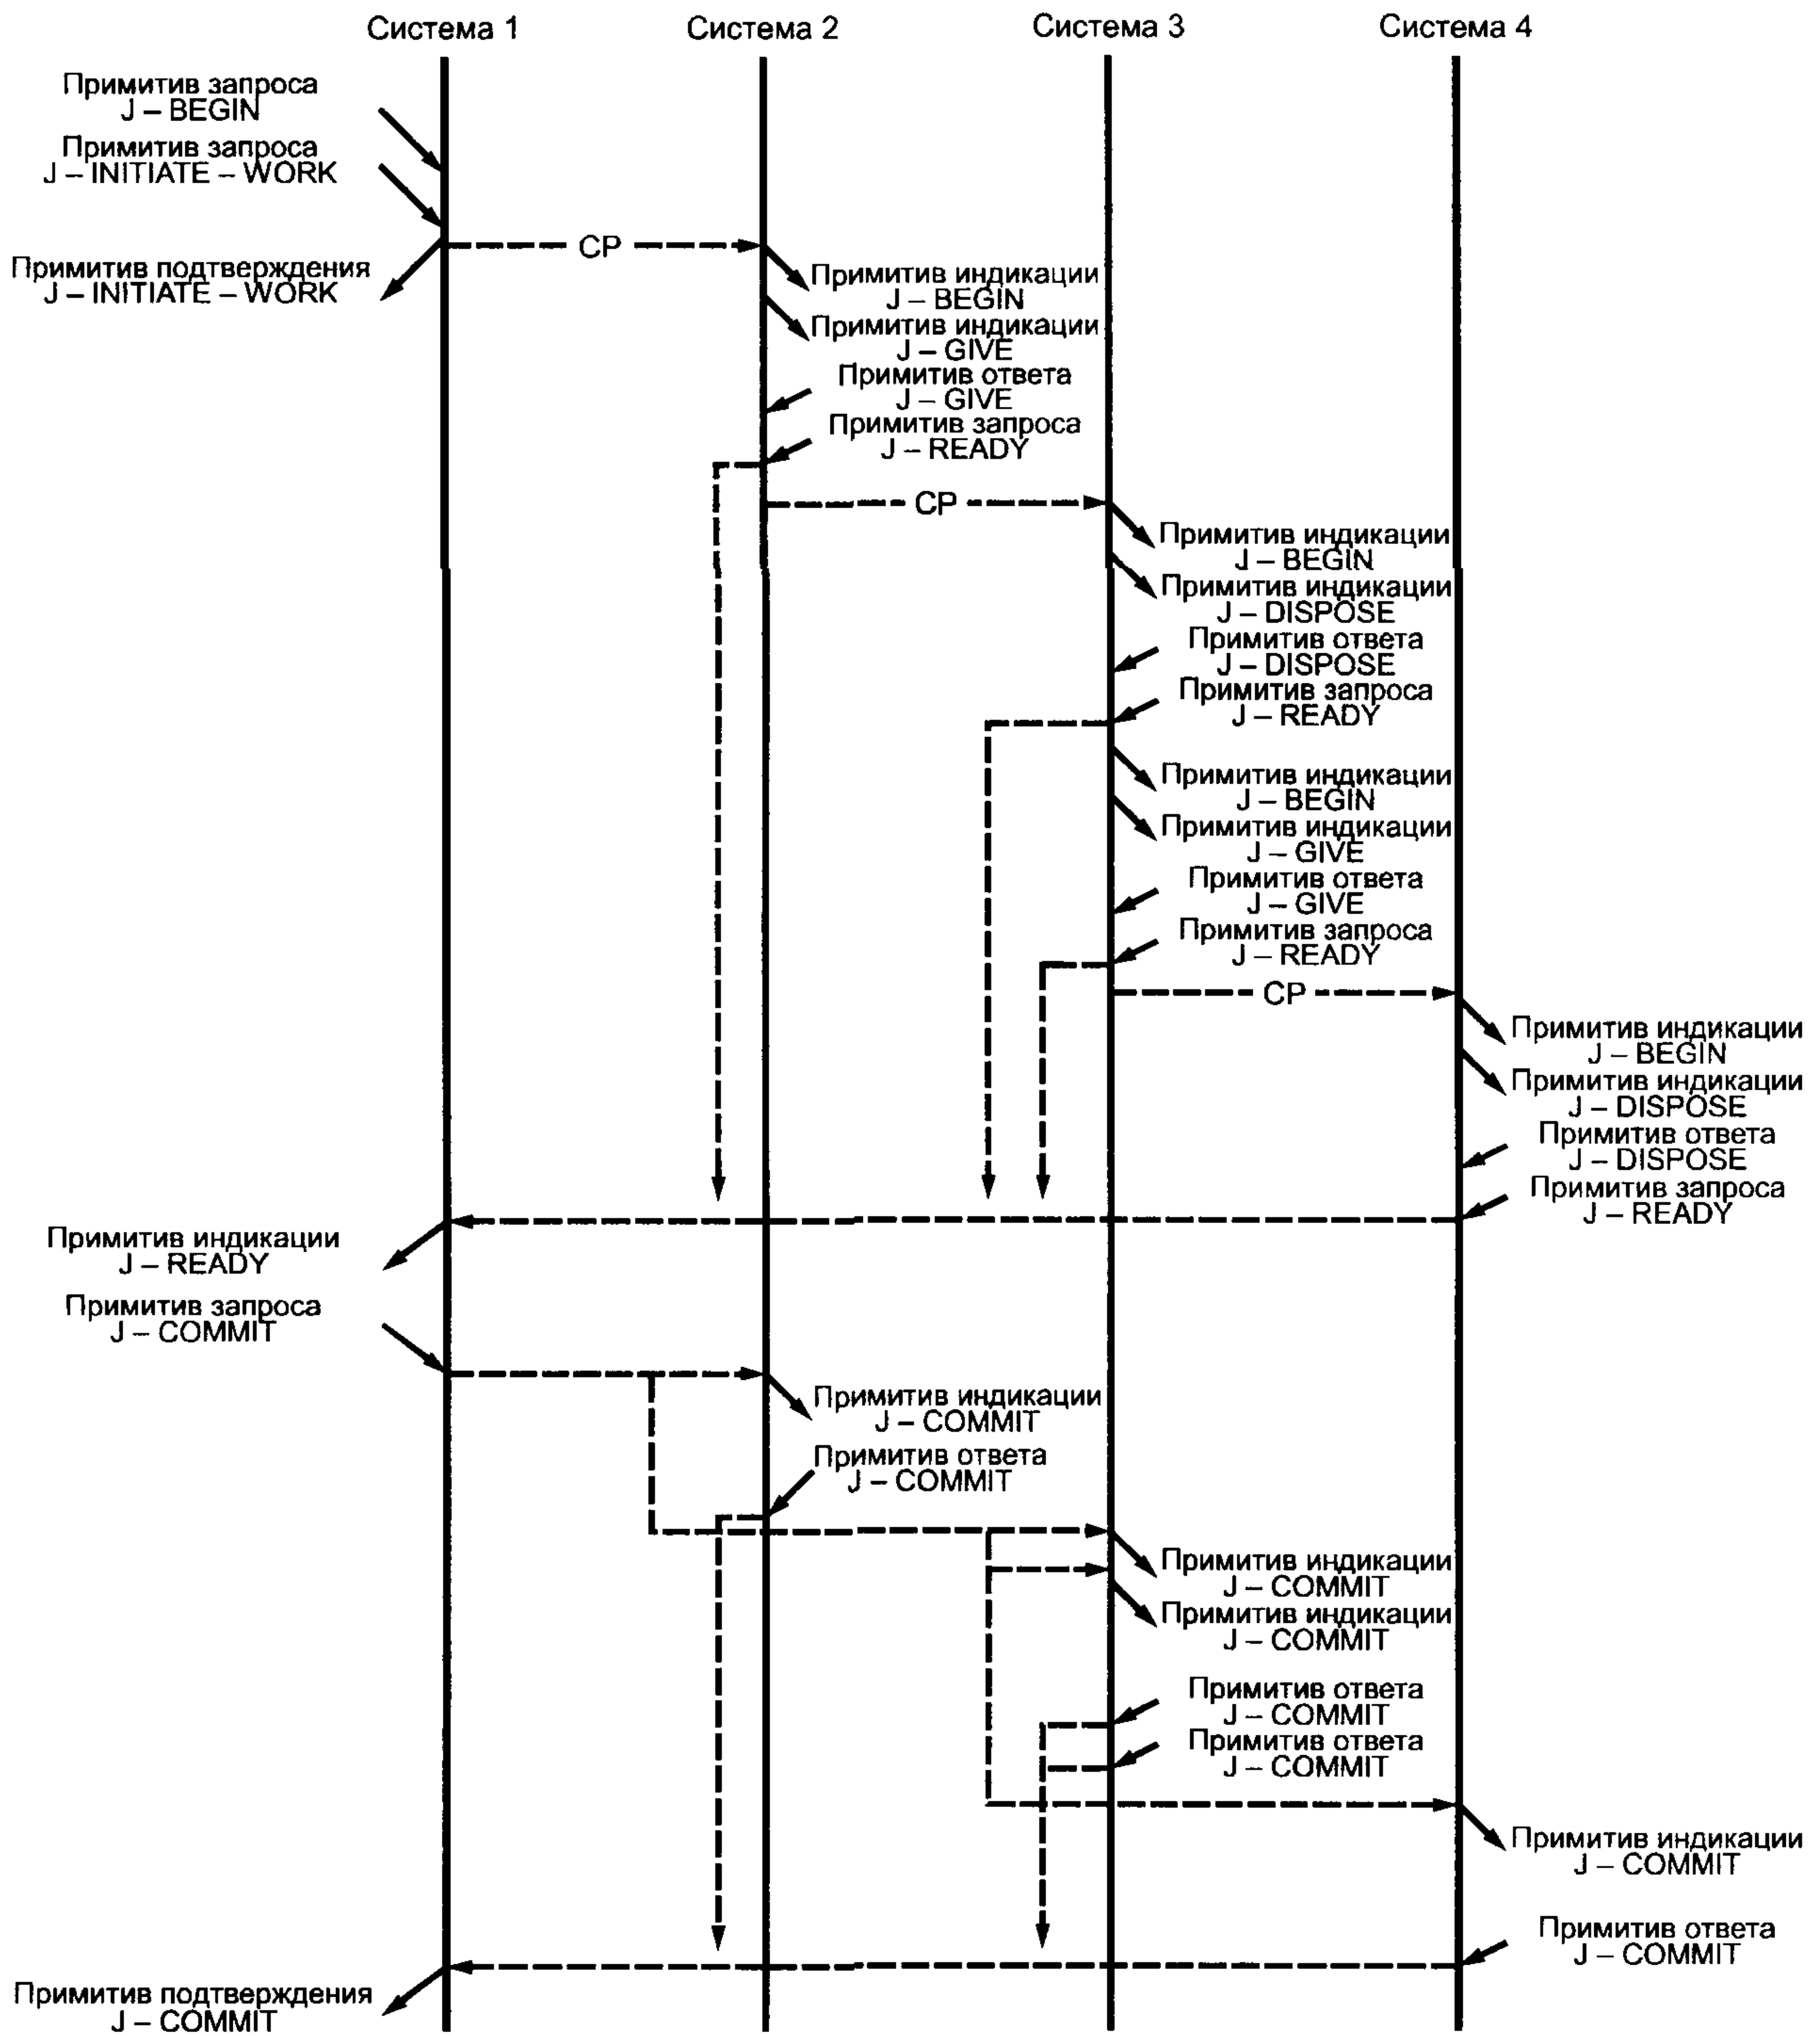 Система 1
Система 2
Система 3
Система 4
Примитив запроса
J – BEGIN
Примитив запроса
J – INITIATE – WORK
СР
Примитив подтверждения
J – INITIATE – WORK
Примитив индикации
J – BEGIN
Примитив индикации
J – GIVE
Примитив ответа
J – GIVE
Примитив запроса
J – READY
СР
Примитив индикации
J – BEGIN
Примитив индикации
J – DISPOSE
Примитив ответа
J – DISPOSE
Примитив запроса
J – READY
Примитив индикации
J – BEGIN
Примитив индикации
J – GIVE
Примитив ответа
J – GIVE
Примитив запроса
J – READY
СР
Примитив индикации
J – BEGIN
Примитив индикации
J – DISPOSE
Примитив ответа
J – DISPOSE
Примитив запроса
J – READY
Примитив индикации
J – READY
Примитив запроса
J – COMMIT
Примитив индикации
J – COMMIT
Примитив ответа
J – COMMIT
Примитив индикации
J – COMMIT
Примитив индикации
J – COMMIT
Примитив ответа
J – COMMIT
Примитив ответа
J – COMMIT
Примитив индикации
J – COMMIT
Примитив ответа
J – COMMIT
Примитив подтверждения
J – COMMIT